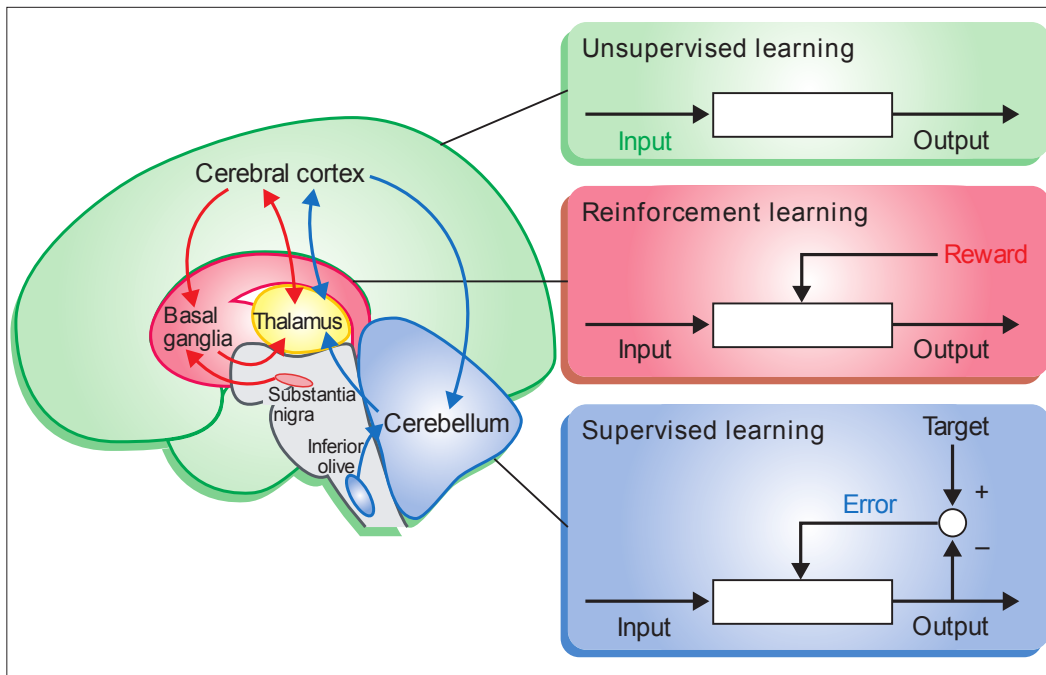 Unsupervised learning
Input
Output
Cerebral cortex
Reinforcement learning
Reward
Basal
ganglia
Thalamus
Input
Output
Substantia
nigra
Cerebellum
Inferior
olive
Supervised learning
Target
+
Error
–
Input
Output